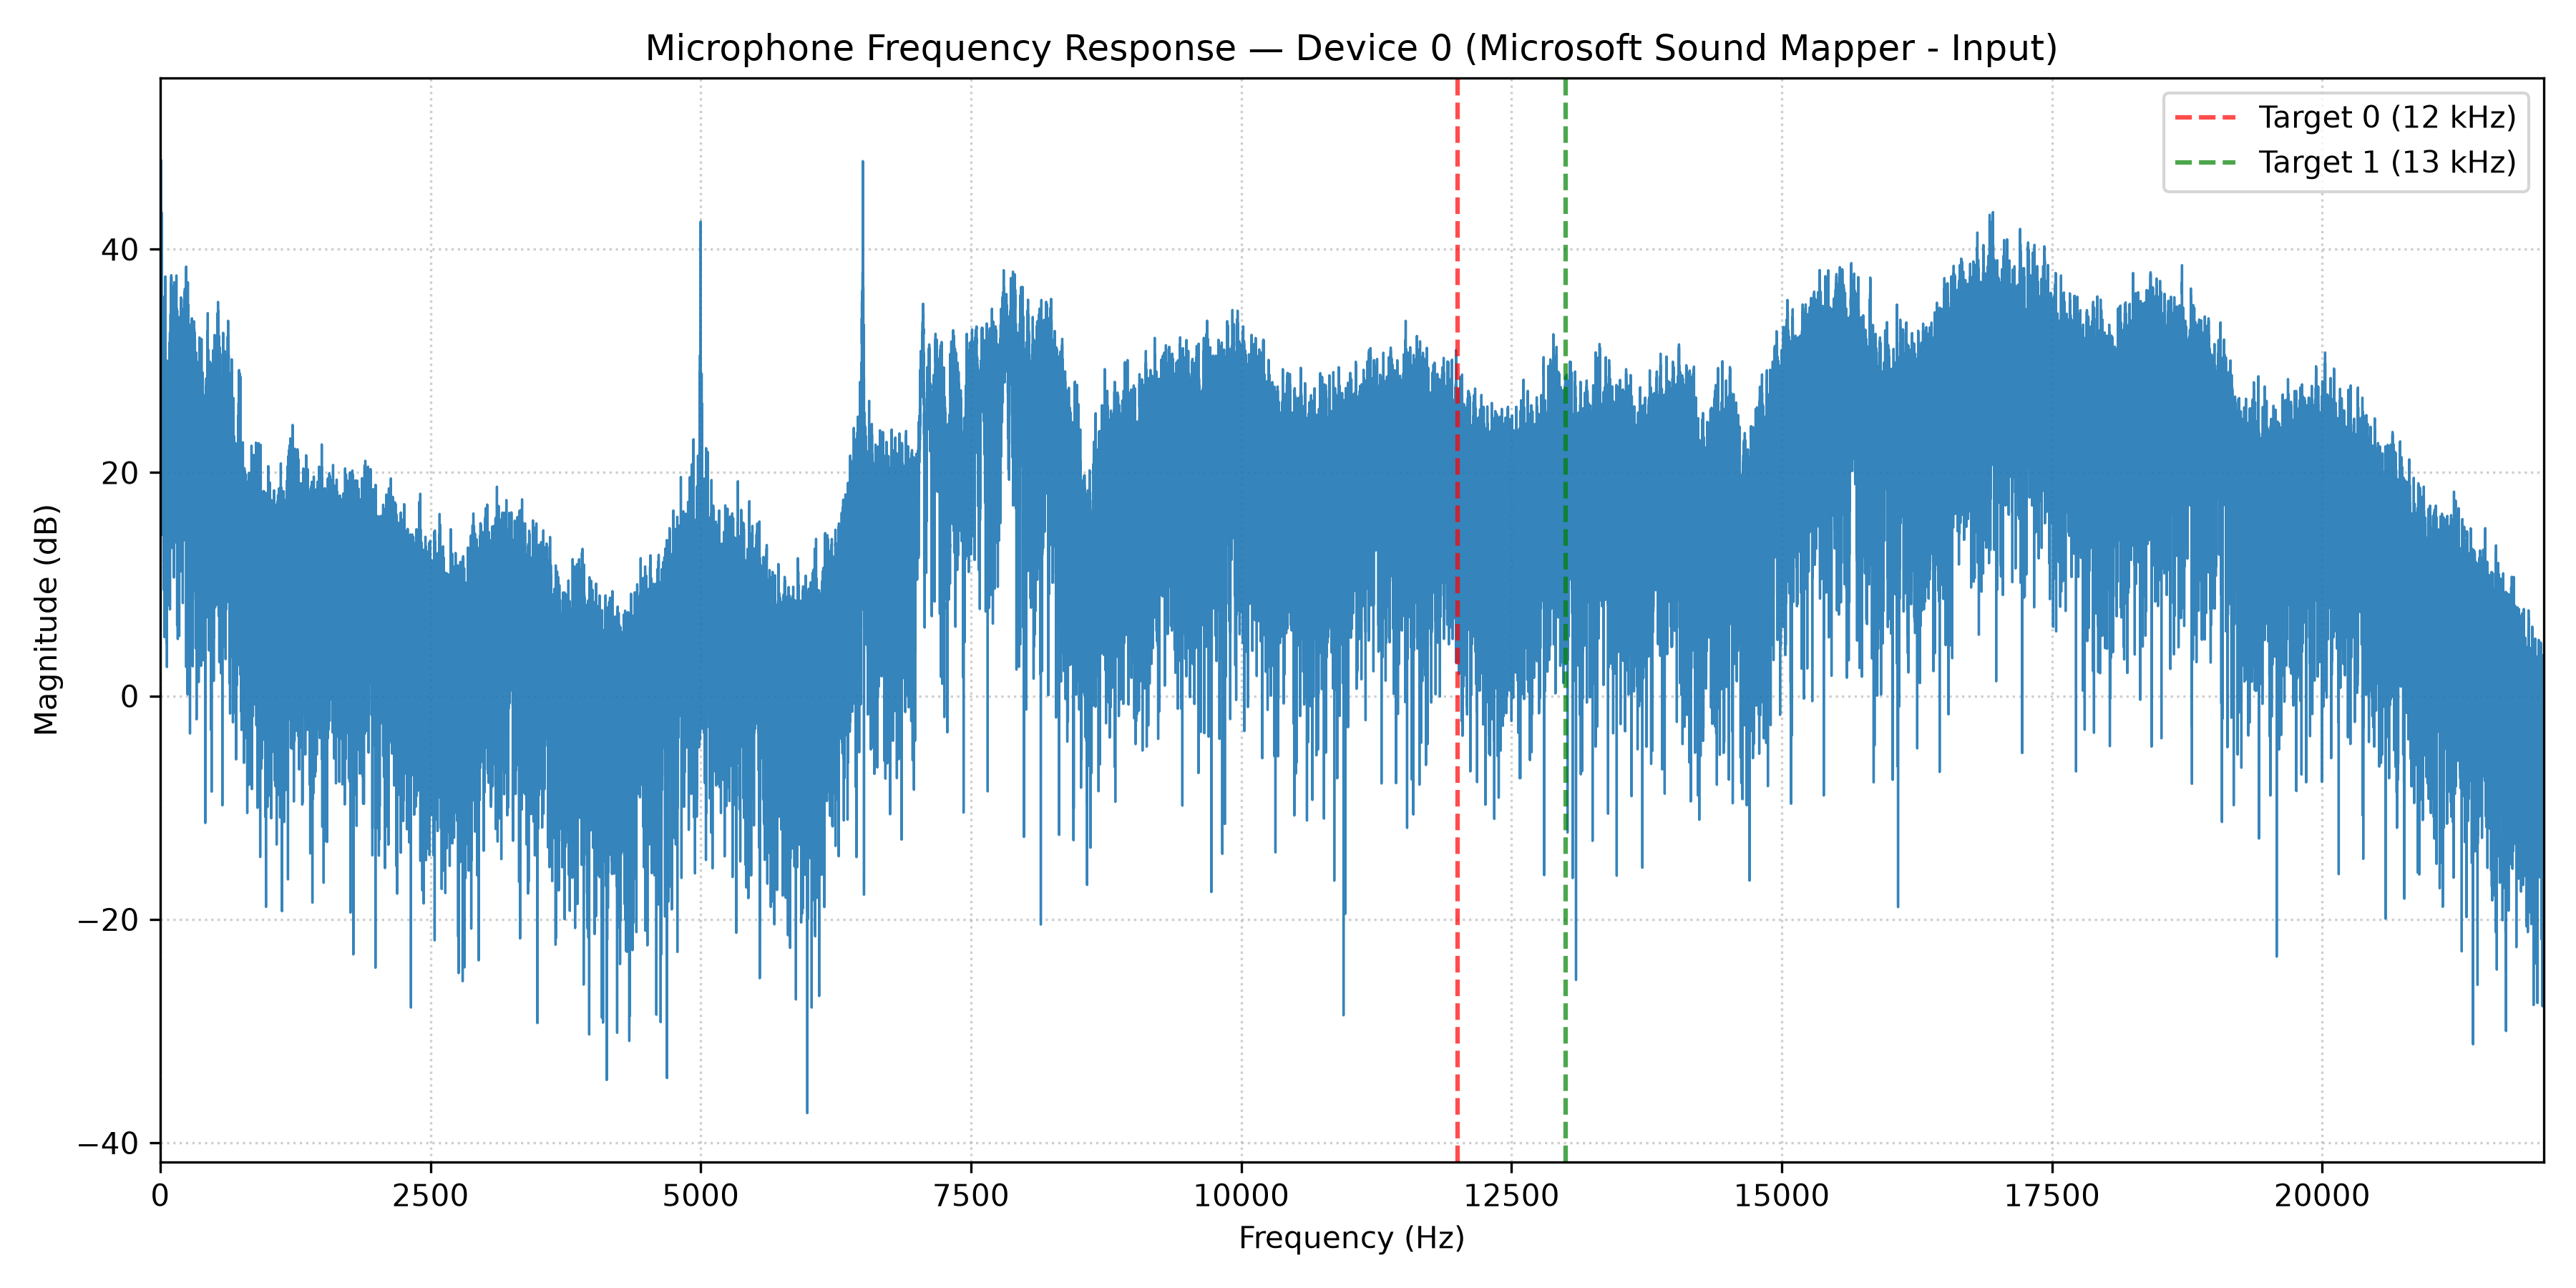 Microphone Frequency Response — Device 0 (Microsoft Sound Mapper - Input)
Target 0 (12 kHz)
Target 1 (13 kHz)
Magnitude (dB)
40
20
0
−20
−40
0 2500 5000 7500 10000 12500 15000 17500 20000
Frequency (Hz)